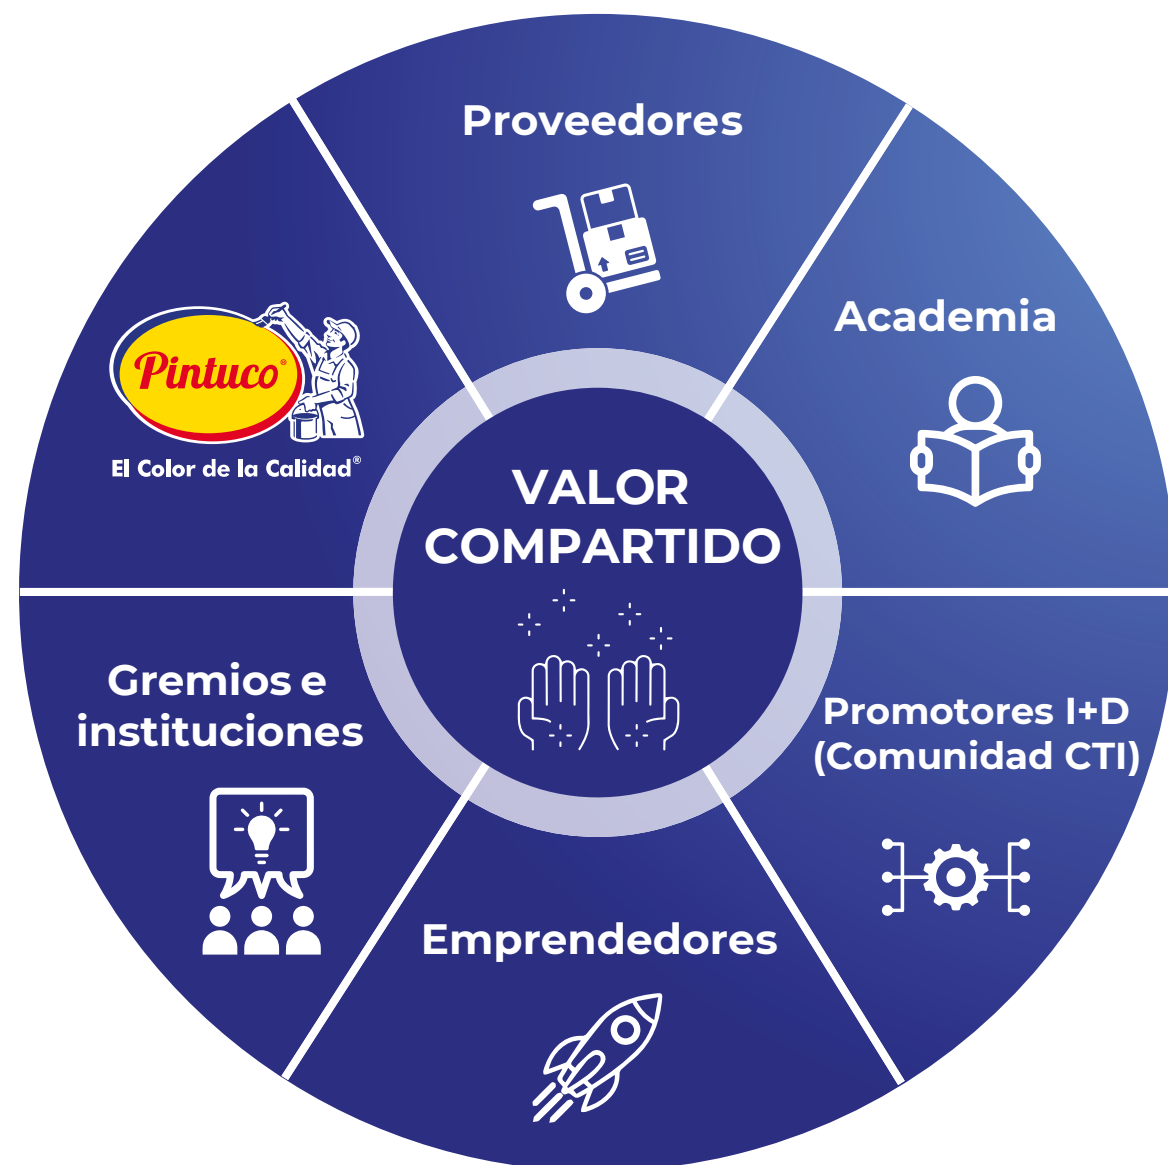 Proveedores
Academia
Pintuco®
El Color de la Calidad®
VALOR
COMPARTIDO
Gremios e
instituciones
Promotores I+D
(Comunidad CTI)
Emprendedores